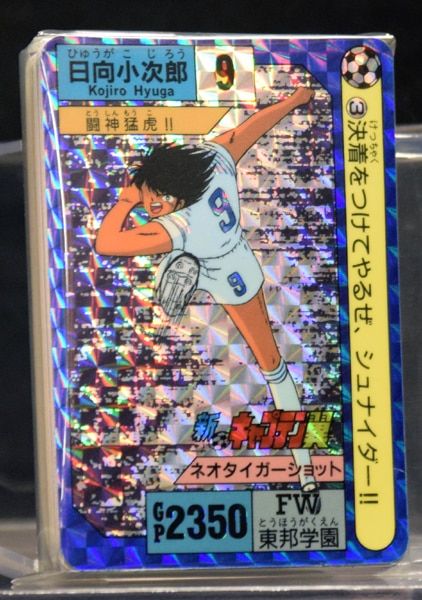 ひゅうが こ じろう
日向小次郎
Kojiro Hyuga
9
とう しん もう こ
闘神猛虎!!
③決着をつけてやるぜ、シュナイダー!!
けっちゃく
9
9
新・キャプテン翼
ネオタイガーショット
GP2350
FW
とうほうがくえん
東邦学園